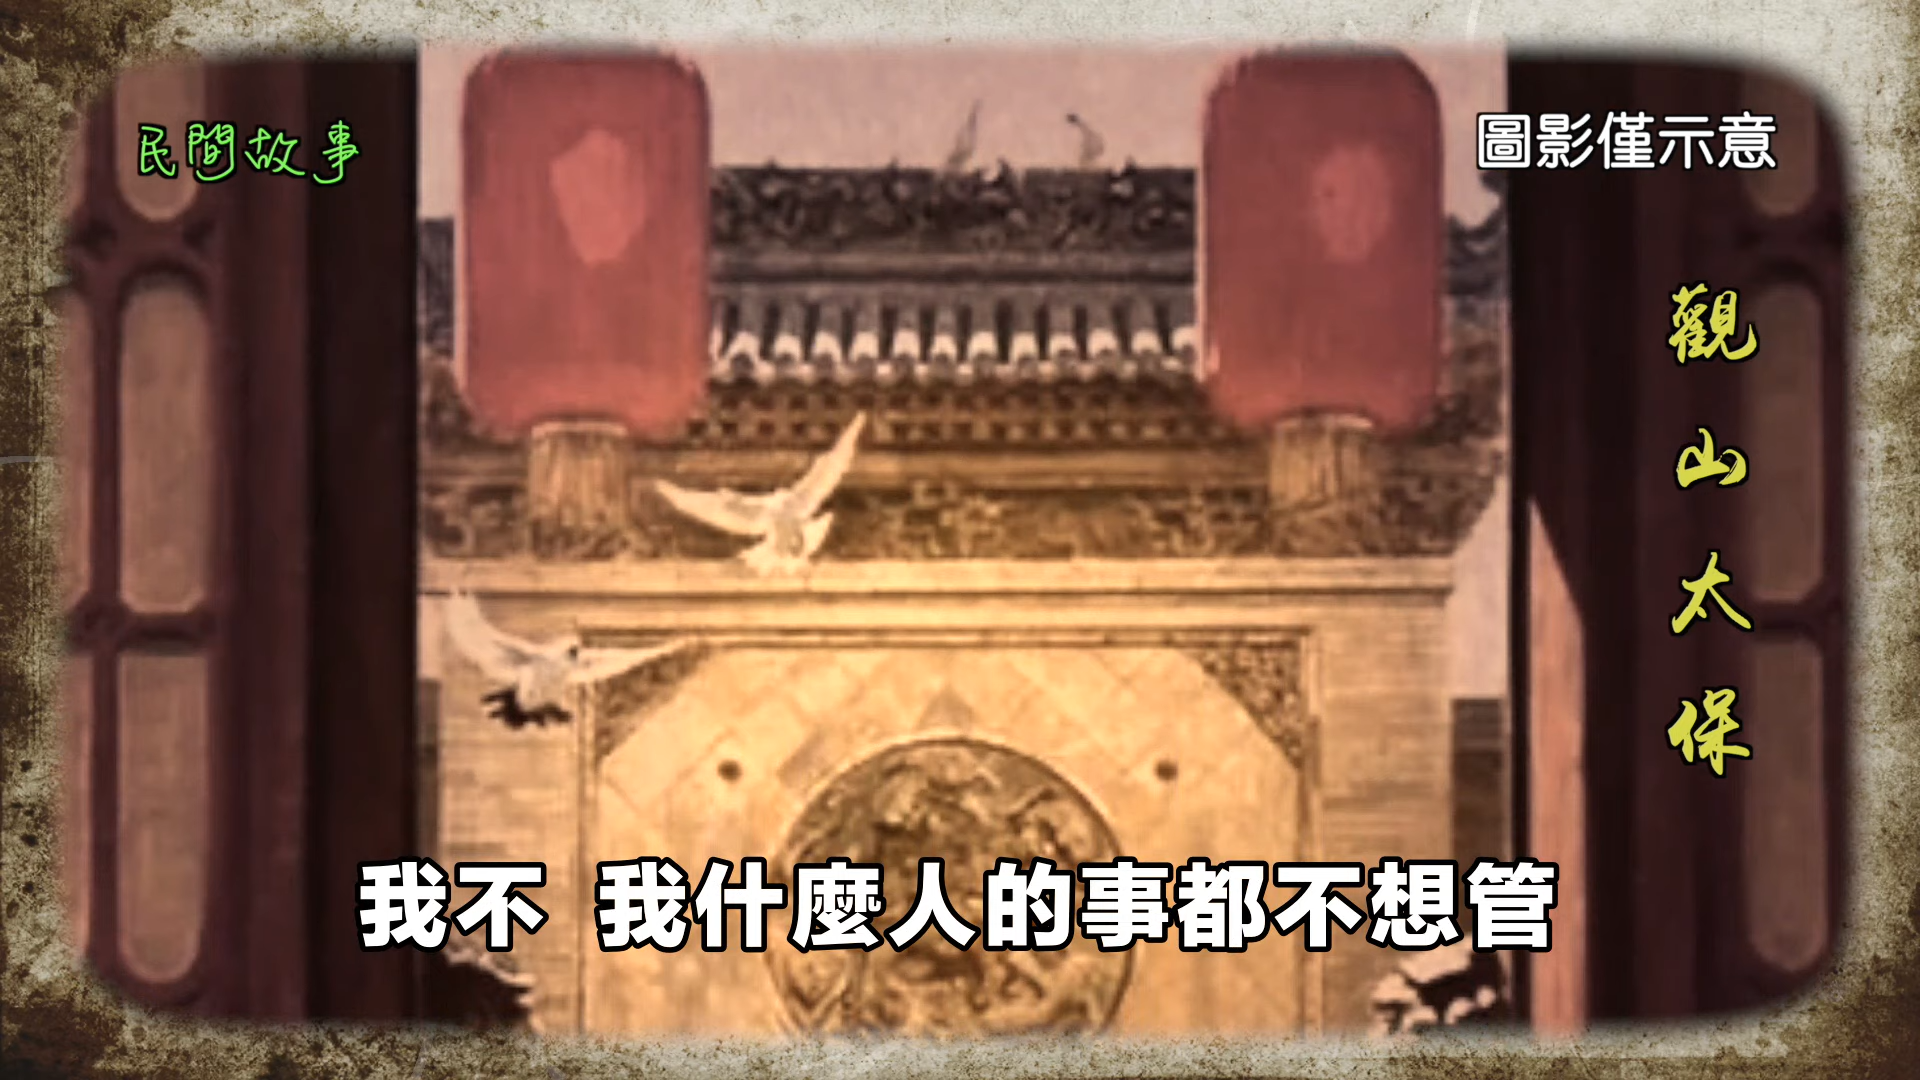 民間故事
圖影僅示意
觀山太保
我不 我什麼人的事都不想管